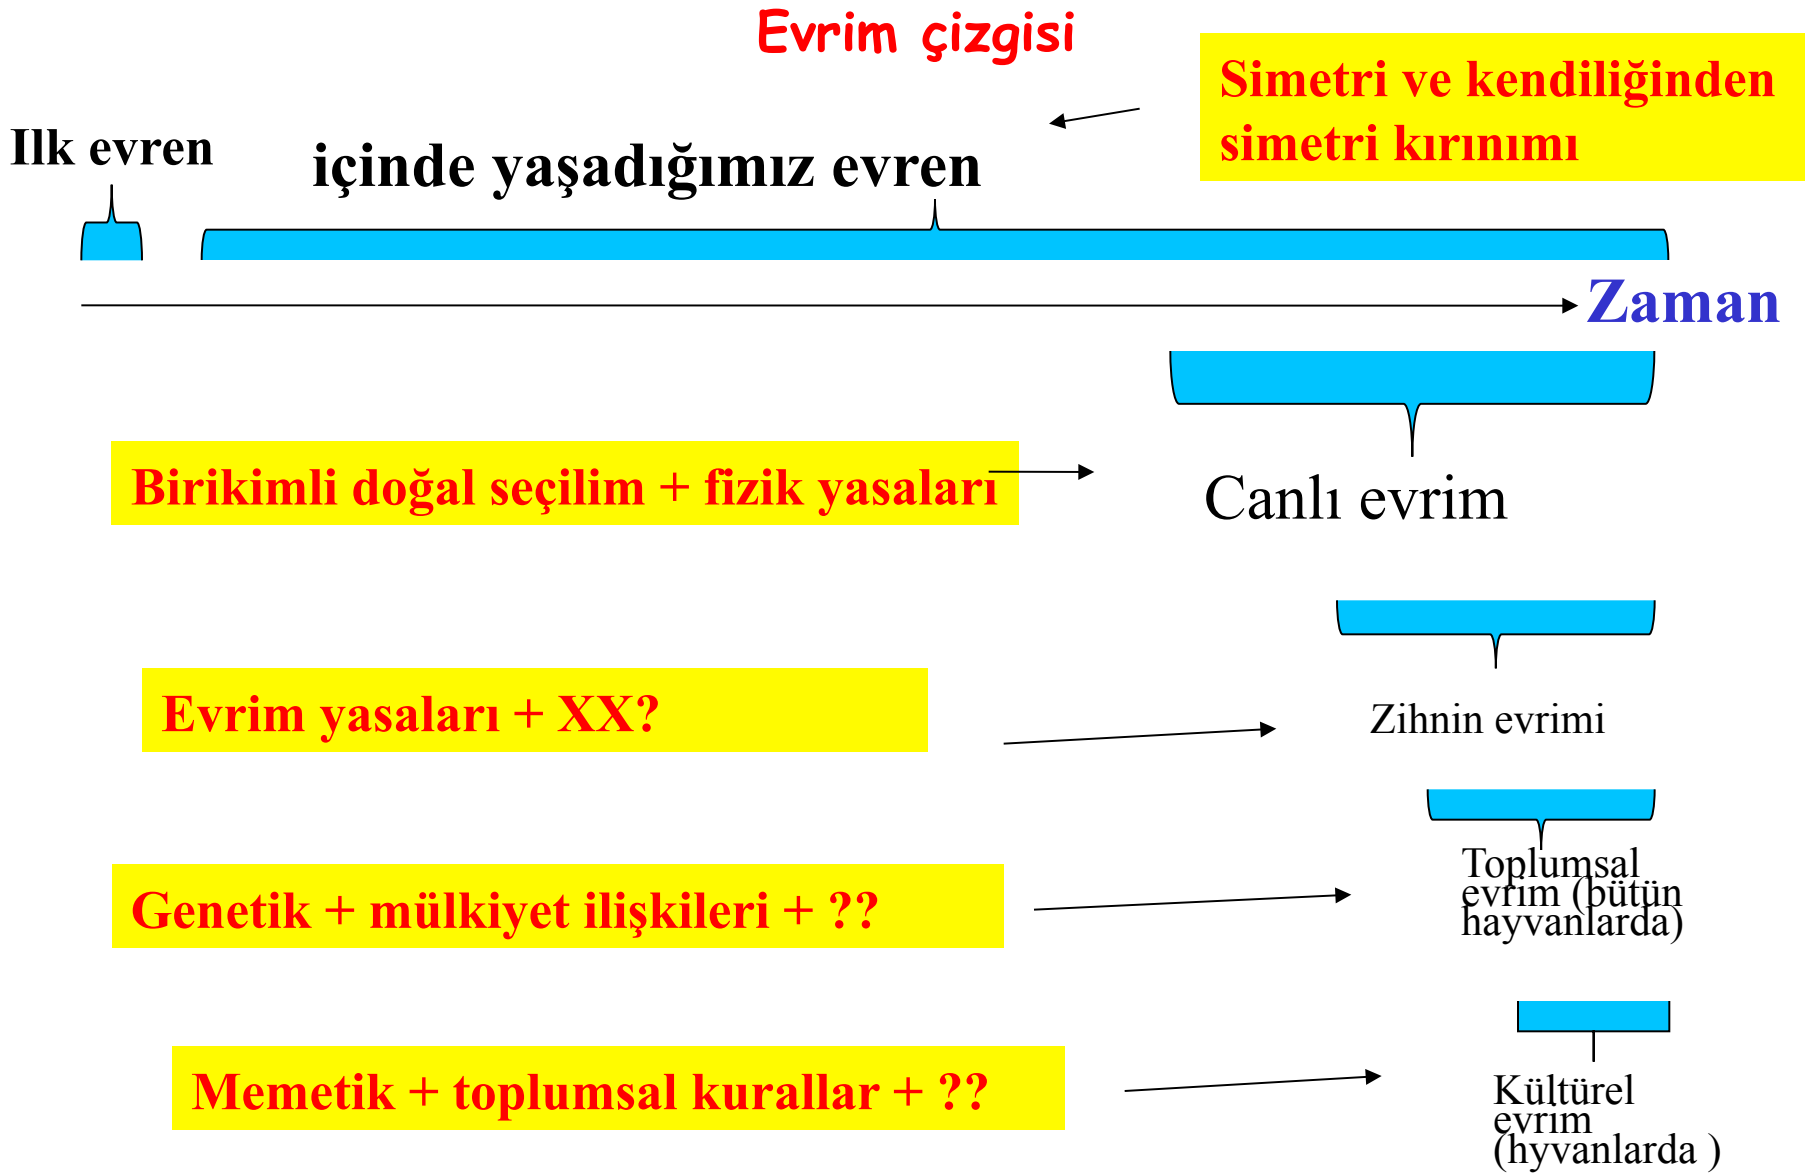 Evrim çizgisi
Simetri ve kendiliğinden
simetri kırınımı
Ilk evren
içinde yaşadığımız evren
Zaman
Birikimli doğal seçilim + fizik yasaları
Canlı evrim
Evrim yasaları + XX?
Zihnin evrimi
Genetik + mülkiyet ilişkileri + ??
Toplumsal
evrim (bütün
hayvanlarda)
Memetik + toplumsal kurallar + ??
Kültürel
evrim
(hyvanlarda )